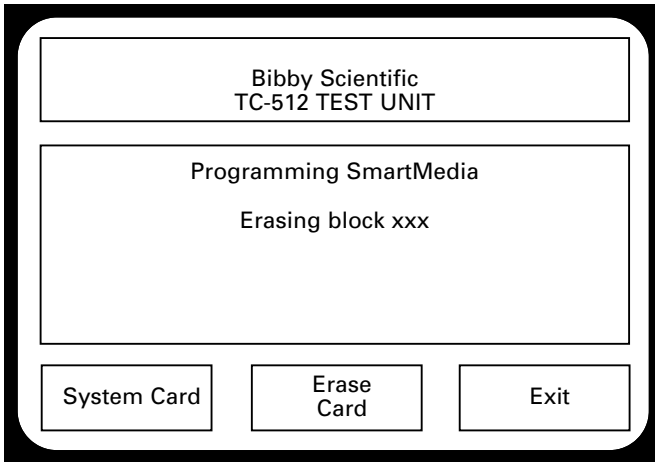 Bibby Scientific
TC-512 TEST UNIT
Programming SmartMedia
Erasing block xxx
System Card
Erase
Card
Exit